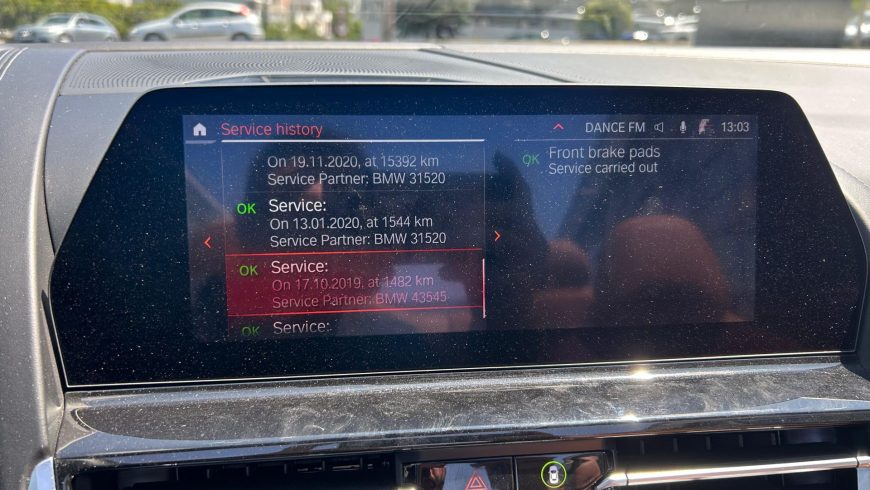 Service history
DANCE FM 13:03
On 19.11.2020, at 15392 km
Service Partner: BMW 31520
OK Service:
On 13.01.2020, at 1544 km
Service Partner: BMW 31520
OK Service:
On 17.10.2019, at 1482 km
Service Partner: BMW 43545
OK Service:
OK Front brake pads
Service carried out